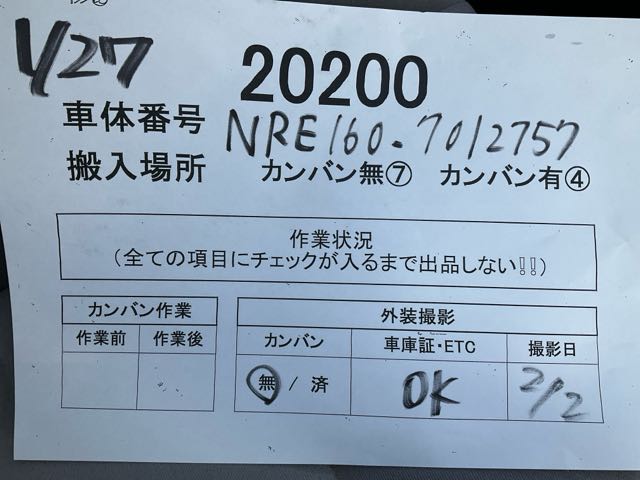 1/27
20200
車体番号 NRE160-7012757
搬入場所 カンバン無⑦ カンバン有④
作業状況
(全ての項目にチェックが入るまで出品しない!!)
カンバン作業
作業前 作業後
外装撮影
カンバン 車庫証・ETC 撮影日
無 / 済 OK 2/2